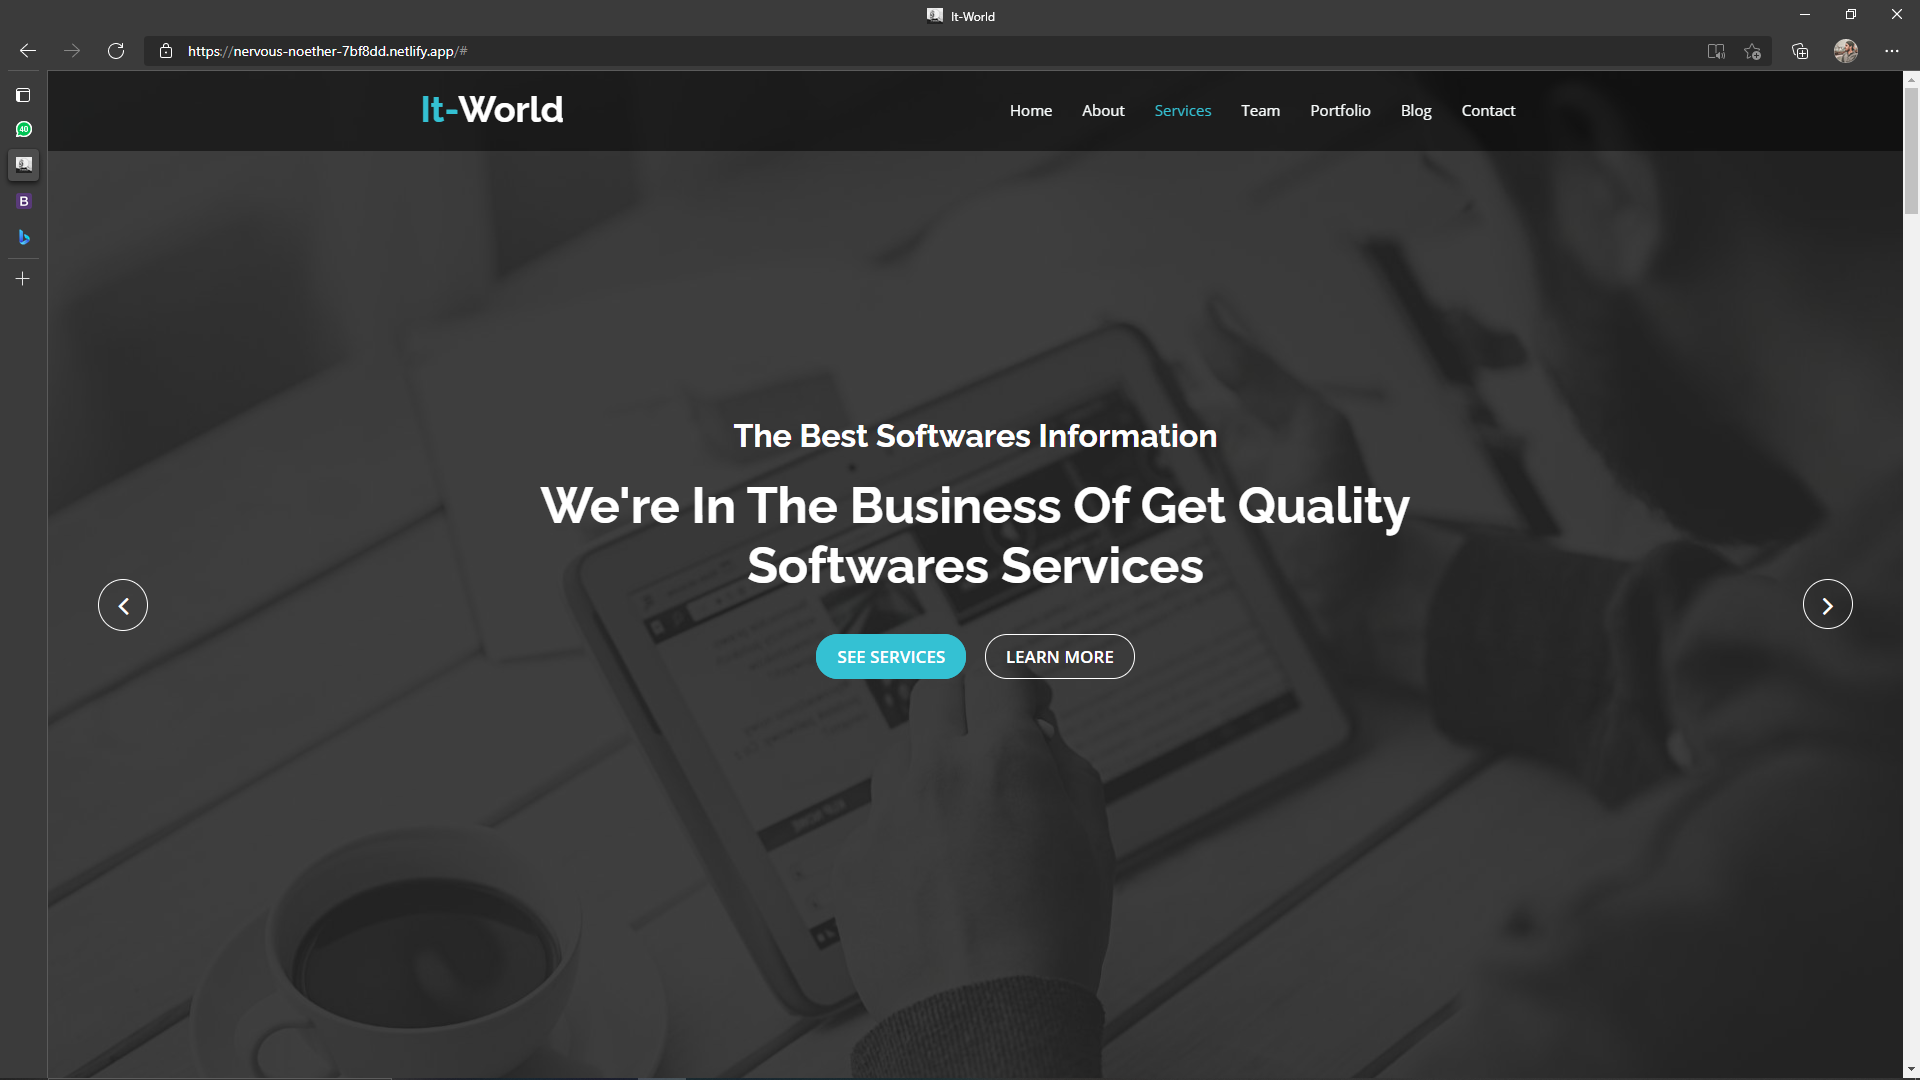 It-World
https://nervous-noether-7bf8dd.netlify.app/#
40
B
It-World
Home About Services Team Portfolio Blog Contact
The Best Softwares Information
We're In The Business Of Get Quality
Softwares Services
SEE SERVICES LEARN MORE